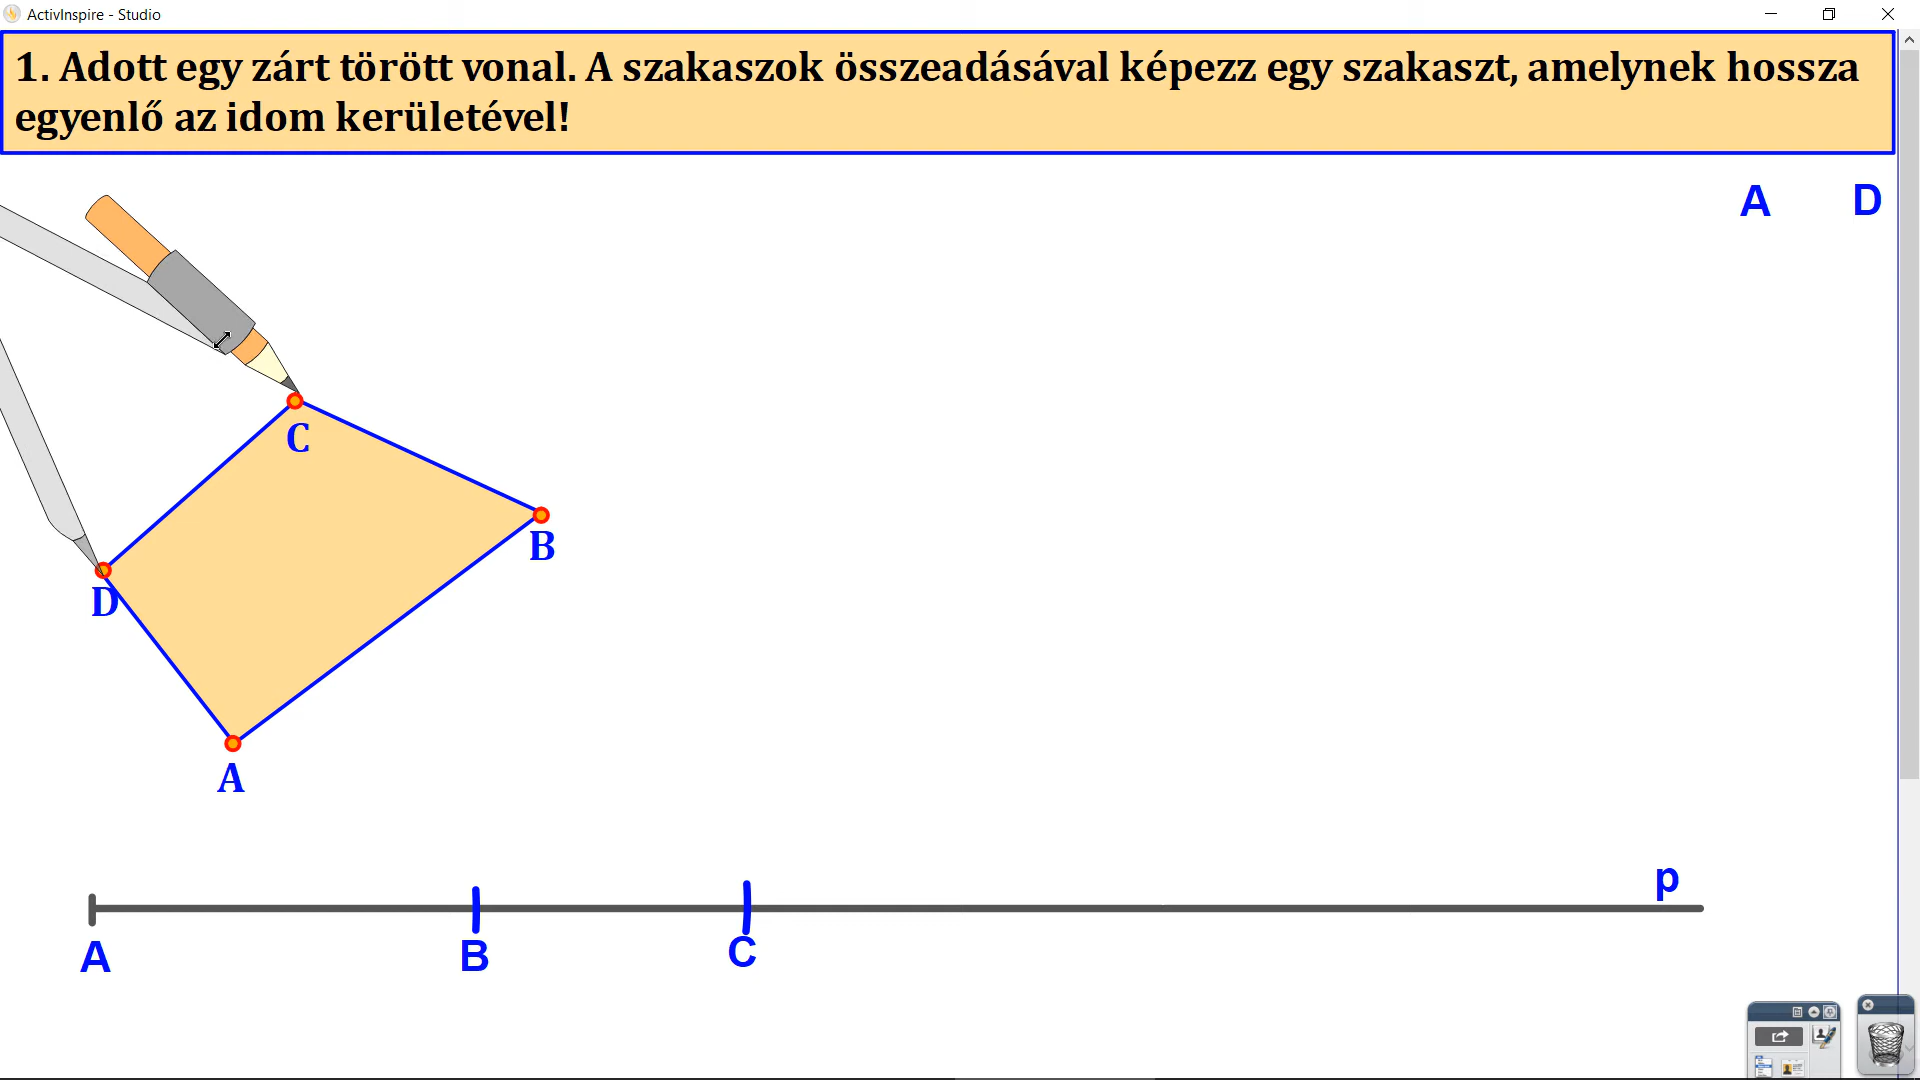 ActivInspire - Studio
1. Adott egy zárt törött vonal. A szakaszok összeadásával képezz egy szakaszt, amelynek hossza
egyenlő az idom kerületével!
A D
C
B
D
A
p
A B C